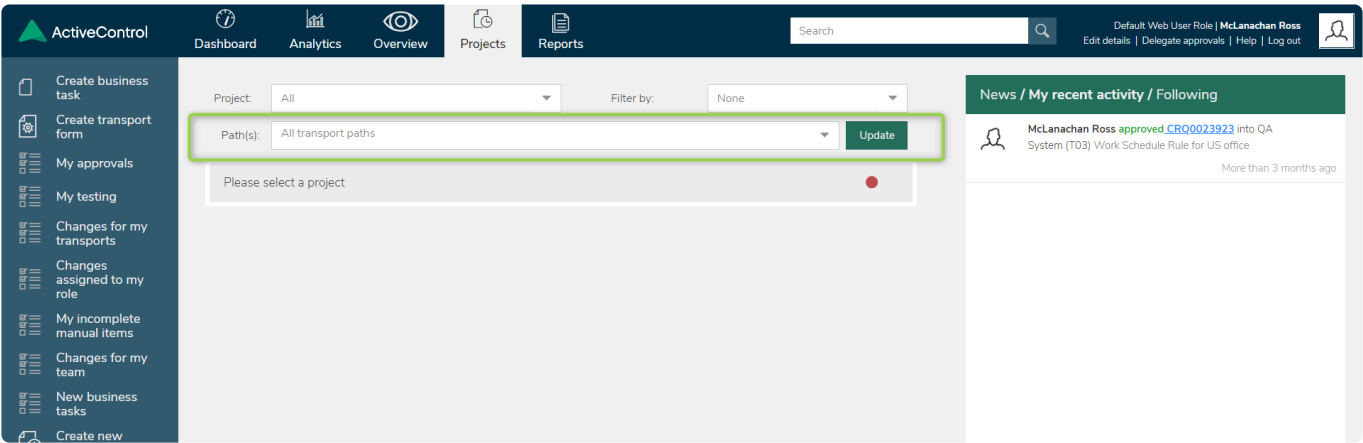 ActiveControl
Dashboard
Analytics
Overview
Projects
Reports
Search
Default Web User Role | McLanachan Ross
Edit details | Delegate approvals | Help | Log out
Create business
task
Create transport
form
My approvals
My testing
Changes for my
transports
Changes
assigned to my
role
My incomplete
manual items
Changes for my
team
New business
tasks
Create new
Project:
All
Filter by:
None
Path(s):
All transport paths
Update
Please select a project
News / My recent activity / Following
McLanachan Ross approved CRQ0023923 into QA
System (T03) Work Schedule Rule for US office
More than 3 months ago